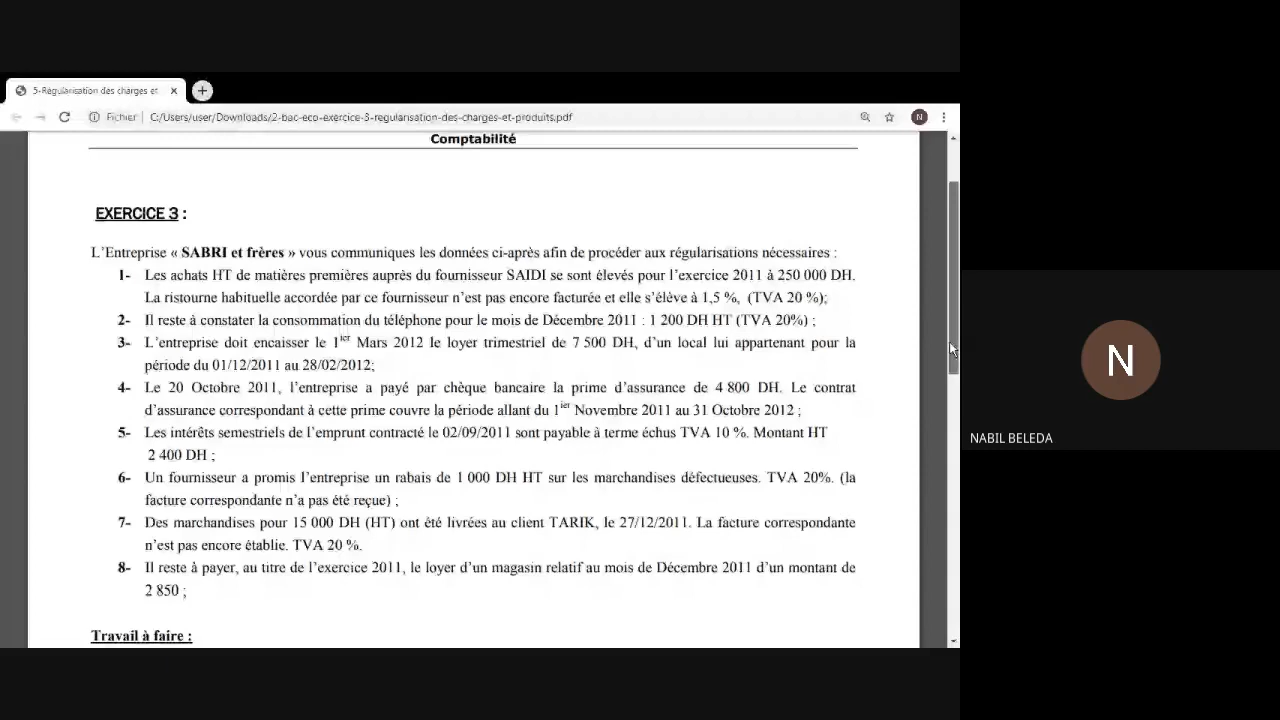 5-Régularisation des charges et
Fichier | C:/Users/user/Downloads/2-bac-eco-exercice-3-regularisation-des-charges-et-produits.pdf
N
Comptabilité
EXERCICE 3 :
L'Entreprise « SABRI et frères » vous communiques les données ci-après afin de procéder aux régularisations nécessaires :
1- Les achats HT de matières premières auprès du fournisseur SAIDI se sont élevés pour l'exercice 2011 à 250 000 DH.
La ristourne habituelle accordée par ce fournisseur n'est pas encore facturée et elle s'élève à 1,5 %, (TVA 20 %);
2- Il reste à constater la consommation du téléphone pour le mois de Décembre 2011 : 1 200 DH HT (TVA 20%) ;
3- L'entreprise doit encaisser le 1ier Mars 2012 le loyer trimestriel de 7 500 DH, d'un local lui appartenant pour la
période du 01/12/2011 au 28/02/2012;
4- Le 20 Octobre 2011, l'entreprise a payé par chèque bancaire la prime d'assurance de 4 800 DH. Le contrat
d'assurance correspondant à cette prime couvre la période allant du 1ier Novembre 2011 au 31 Octobre 2012 ;
5- Les intérêts semestriels de l'emprunt contracté le 02/09/2011 sont payable à terme échus TVA 10 %. Montant HT
2 400 DH ;
6- Un fournisseur a promis l'entreprise un rabais de 1 000 DH HT sur les marchandises défectueuses. TVA 20%. (la
facture correspondante n'a pas été reçue) ;
7- Des marchandises pour 15 000 DH (HT) ont été livrées au client TARIK, le 27/12/2011. La facture correspondante
n'est pas encore établie. TVA 20 %.
8- Il reste à payer, au titre de l'exercice 2011, le loyer d'un magasin relatif au mois de Décembre 2011 d'un montant de
2 850 ;
Travail à faire :
N
NABIL BELEDA